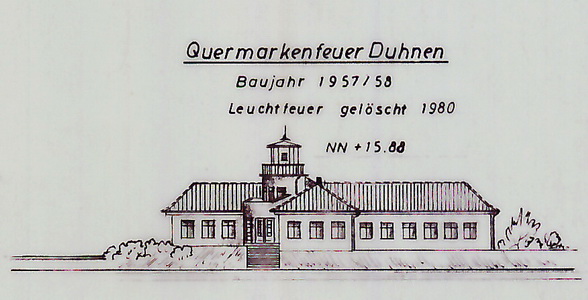 Quermarkenfeuer Duhnen
Baujahr 1957/58
Leuchtfeuer gelöscht 1980
NN +15.88